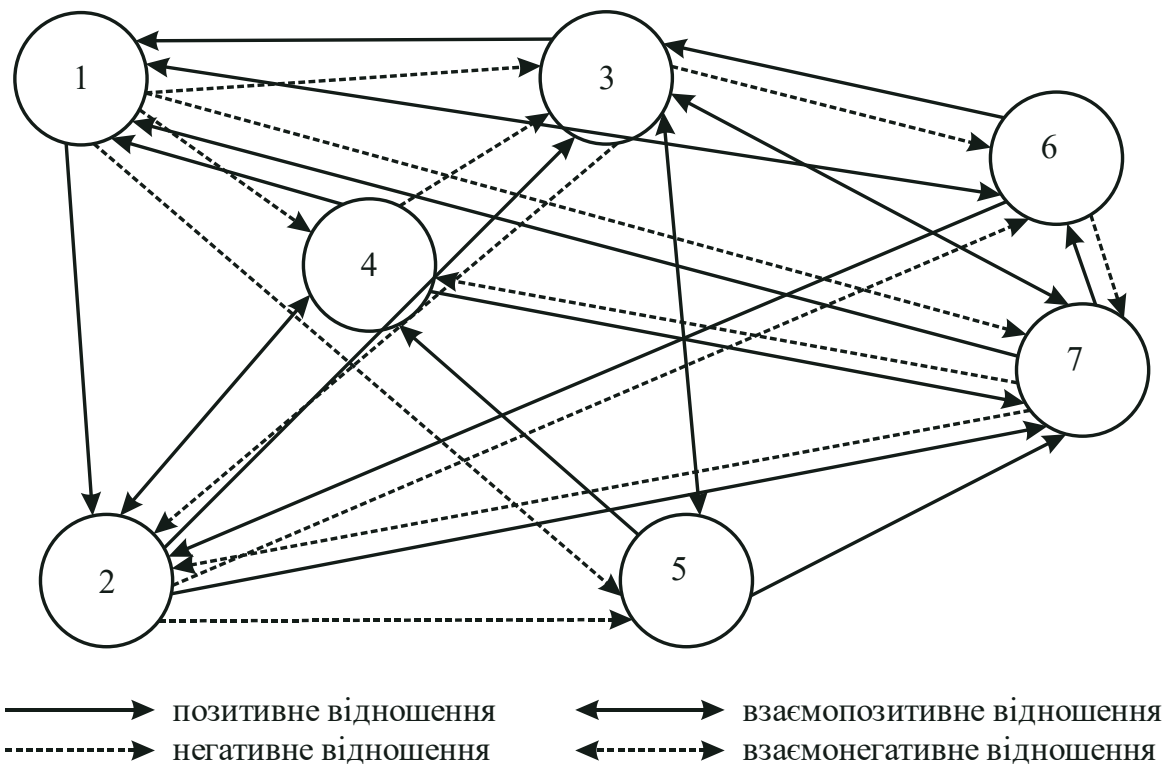 1
3
6
4
7
2
5
позитивне відношення
взаємопозитивне відношення
негативне відношення
взаємонегативне відношення